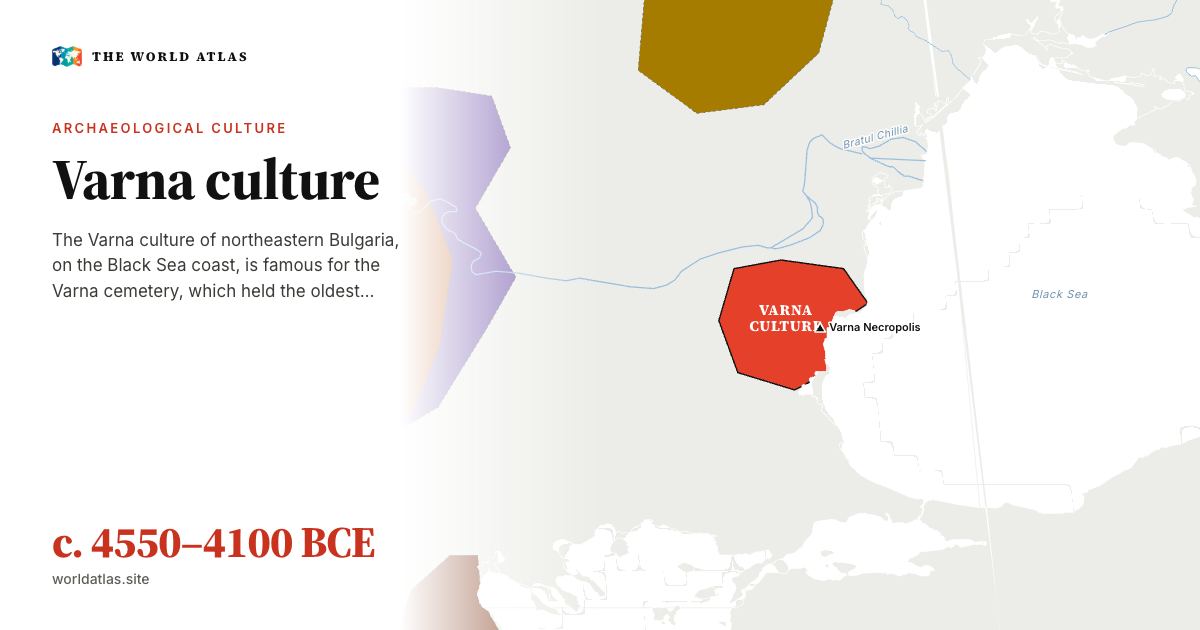 THE WORLD ATLAS
ARCHAEOLOGICAL CULTURE
Varna culture
The Varna culture of northeastern Bulgaria,
on the Black Sea coast, is famous for the
Varna cemetery, which held the oldest...
c. 4550–4100 BCE
worldatlas.site
Bratul Chillia
Black Sea
VARNA
CULTURE
Varna Necropolis